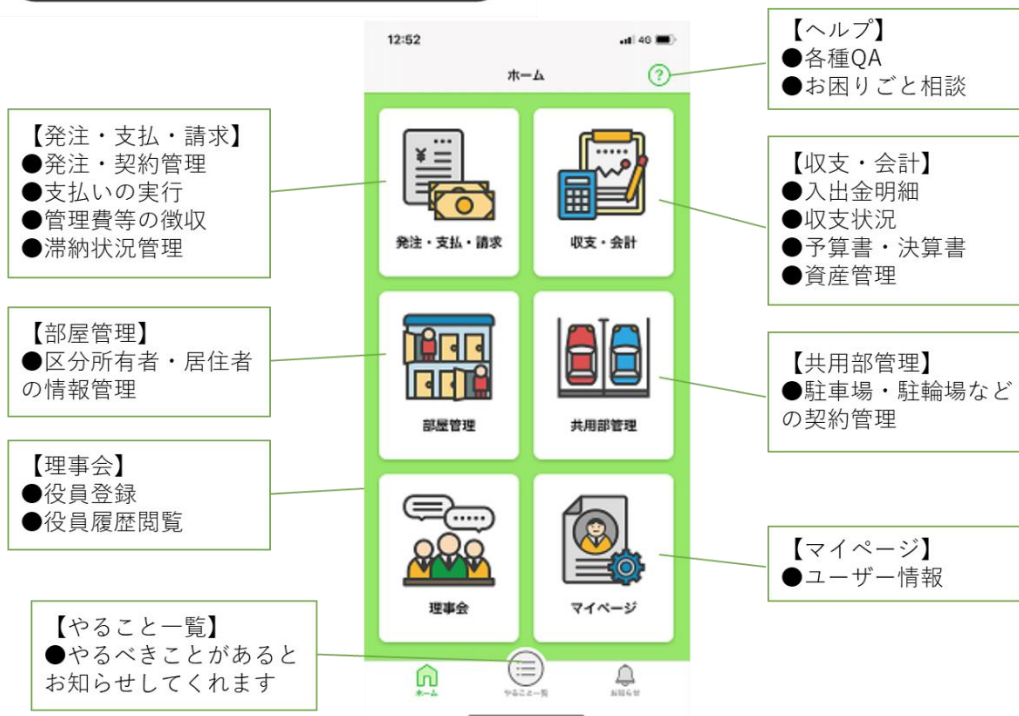 12:52
4G
ホーム
?
【ヘルプ】
●各種QA
●お困りごと相談
【発注・支払・請求】
●発注・契約管理
●支払いの実行
●管理費等の徴収
●滞納状況管理
¥
発注・支払・請求
収支・会計
【収支・会計】
●入出金明細
●収支状況
●予算書・決算書
●資産管理
【部屋管理】
●区分所有者・居住者
の情報管理
部屋管理
共用部管理
【共用部管理】
●駐車場・駐輪場など
の契約管理
【理事会】
●役員登録
●役員履歴閲覧
理事会
マイページ
【マイページ】
●ユーザー情報
【やること一覧】
●やるべきことがあると
お知らせしてくれます
ホーム
やること一覧
お知らせ